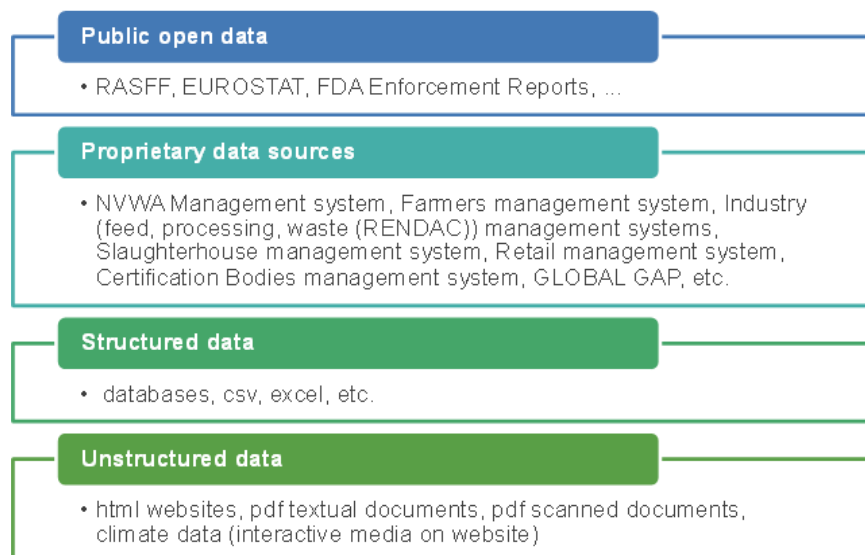 Public open data
• RASFF, EUROSTAT, FDA Enforcement Reports, ...
Proprietary data sources
• NVWA Management system, Farmers management system, Industry
(feed, processing, waste (RENDAC)) management systems,
Slaughterhouse management system, Retail management system,
Certification Bodies management system, GLOBAL GAP, etc.
Structured data
• databases, csv, excel, etc.
Unstructured data
• html websites, pdf textual documents, pdf scanned documents,
climate data (interactive media on website)